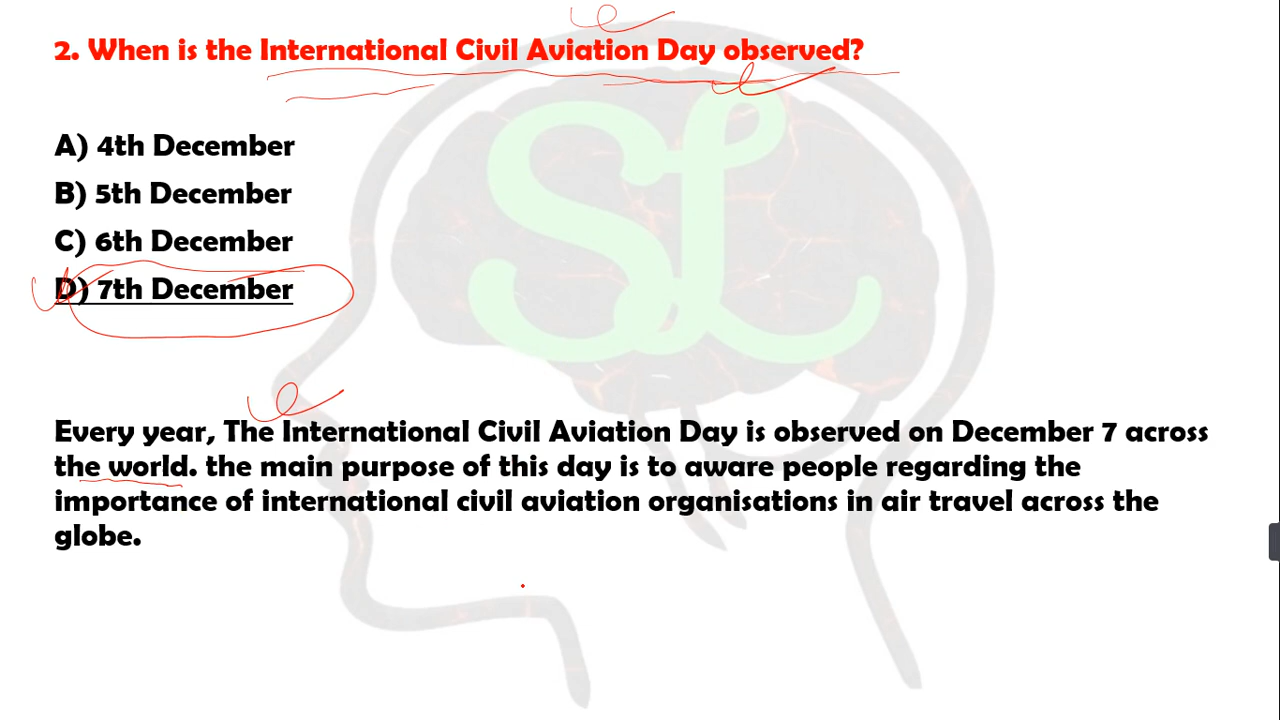 2. When is the International Civil Aviation Day observed?
A) 4th December
B) 5th December
C) 6th December
D) 7th December
SL
Every year, The International Civil Aviation Day is observed on December 7 across
the world. the main purpose of this day is to aware people regarding the
importance of international civil aviation organisations in air travel across the
globe.